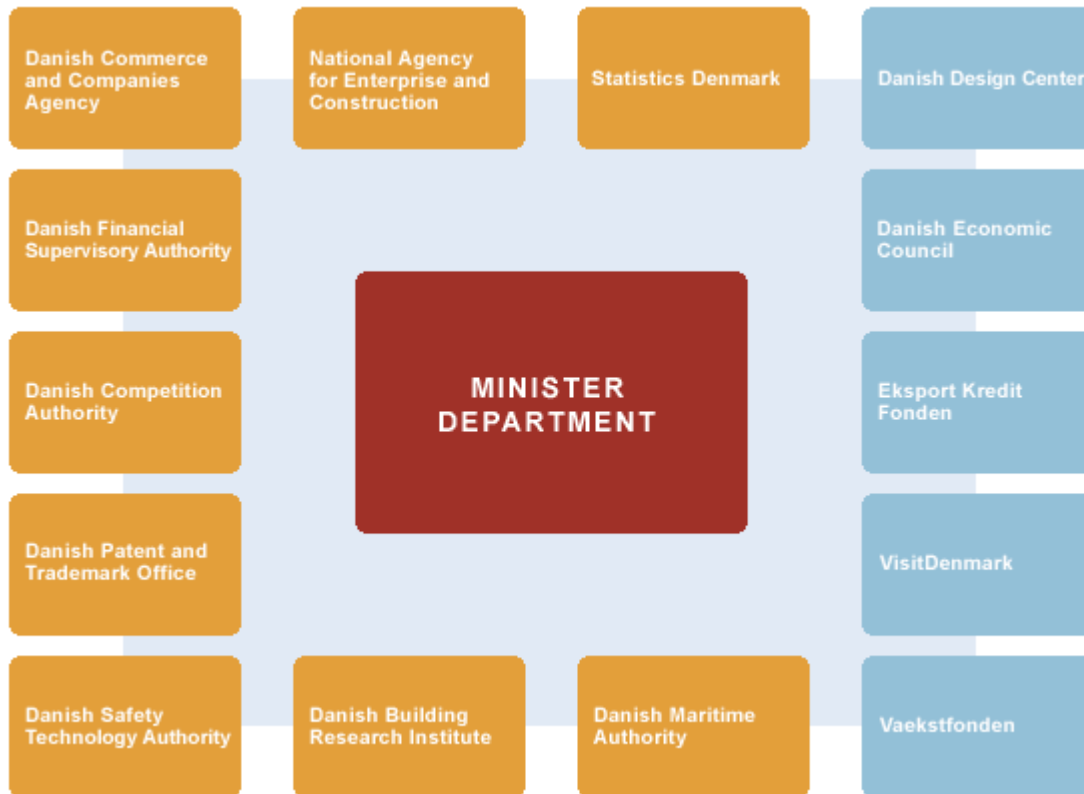 Danish Commerce
and Companies
Agency
National Agency
for Enterprise and
Construction
Statistics Denmark
Danish Design Center
Danish Financial
Supervisory Authority
Danish Economic
Council
MINISTER
DEPARTMENT
Danish Competition
Authority
Eksport Kredit
Fonden
Danish Patent and
Trademark Office
VisitDenmark
Danish Safety
Technology Authority
Danish Building
Research Institute
Danish Maritime
Authority
Vaekstfonden